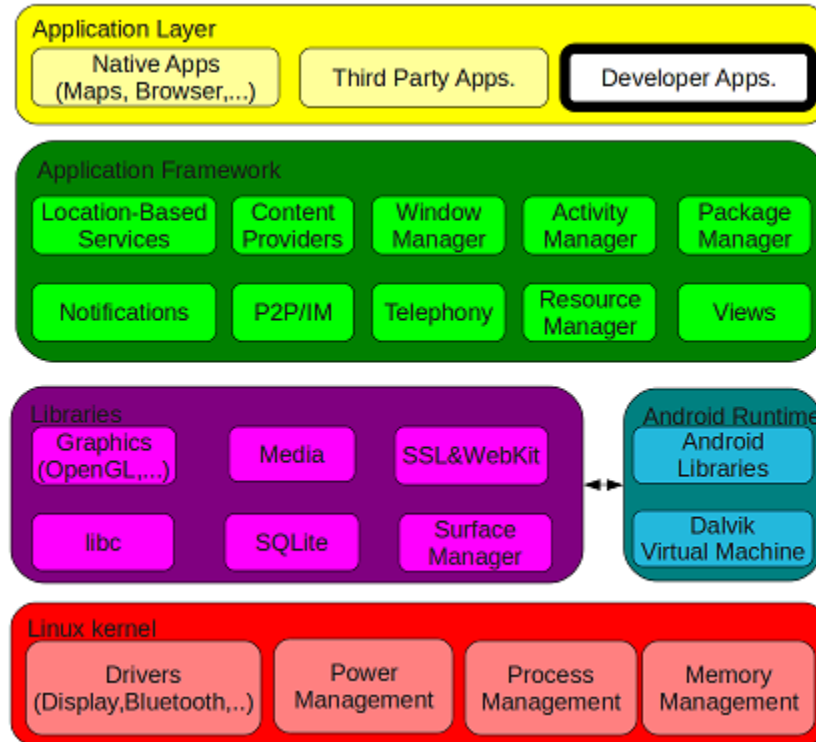 Application Layer
Native Apps
(Maps, Browser,...)
Third Party Apps.
Developer Apps.
Application Framework
Location-Based
Services
Content
Providers
Window
Manager
Activity
Manager
Package
Manager
Notifications
P2P/IM
Telephony
Resource
Manager
Views
Libraries
Graphics
(OpenGL,...)
Media
SSL&WebKit
libc
SQLite
Surface
Manager
Android Runtime
Android
Libraries
Dalvik
Virtual Machine
Linux kernel
Drivers
(Display,Bluetooth,..)
Power
Management
Process
Management
Memory
Management